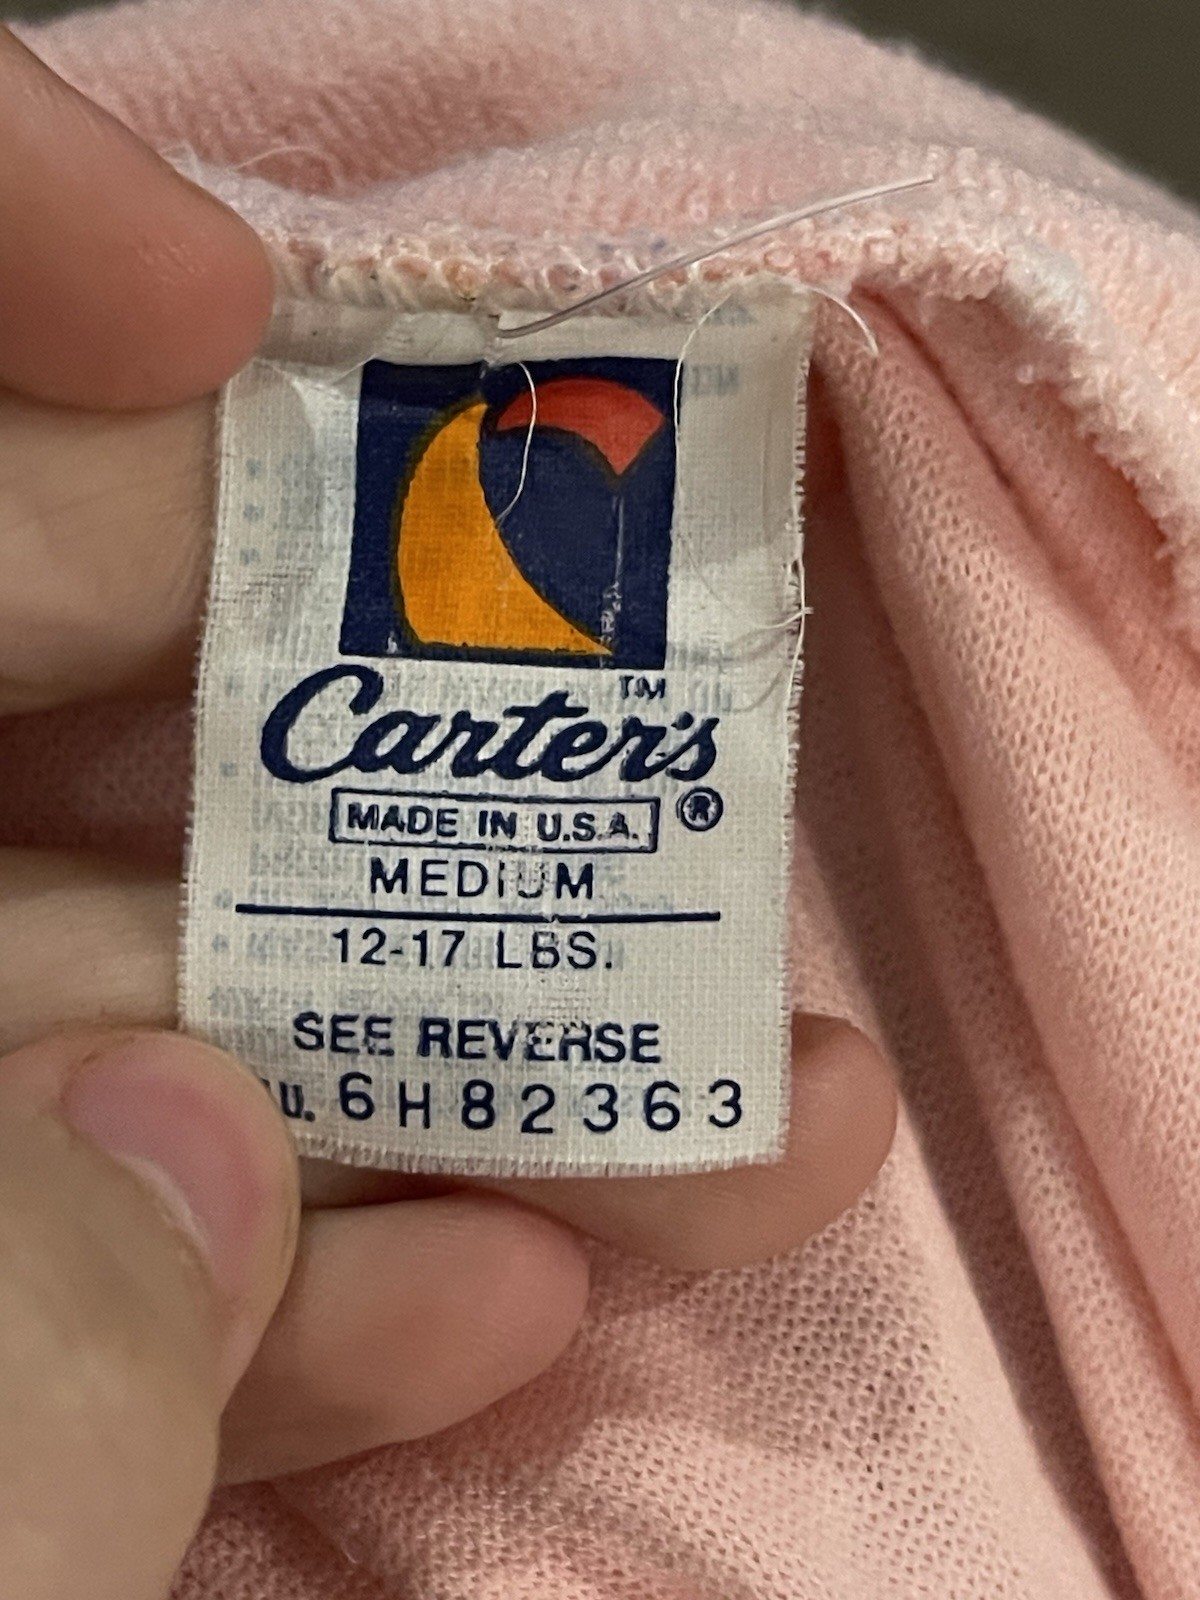 TM
Carter's
MADE IN U.S.A. ®
MEDIUM
12-17 LBS.
SEE REVERSE
U. 6H82363